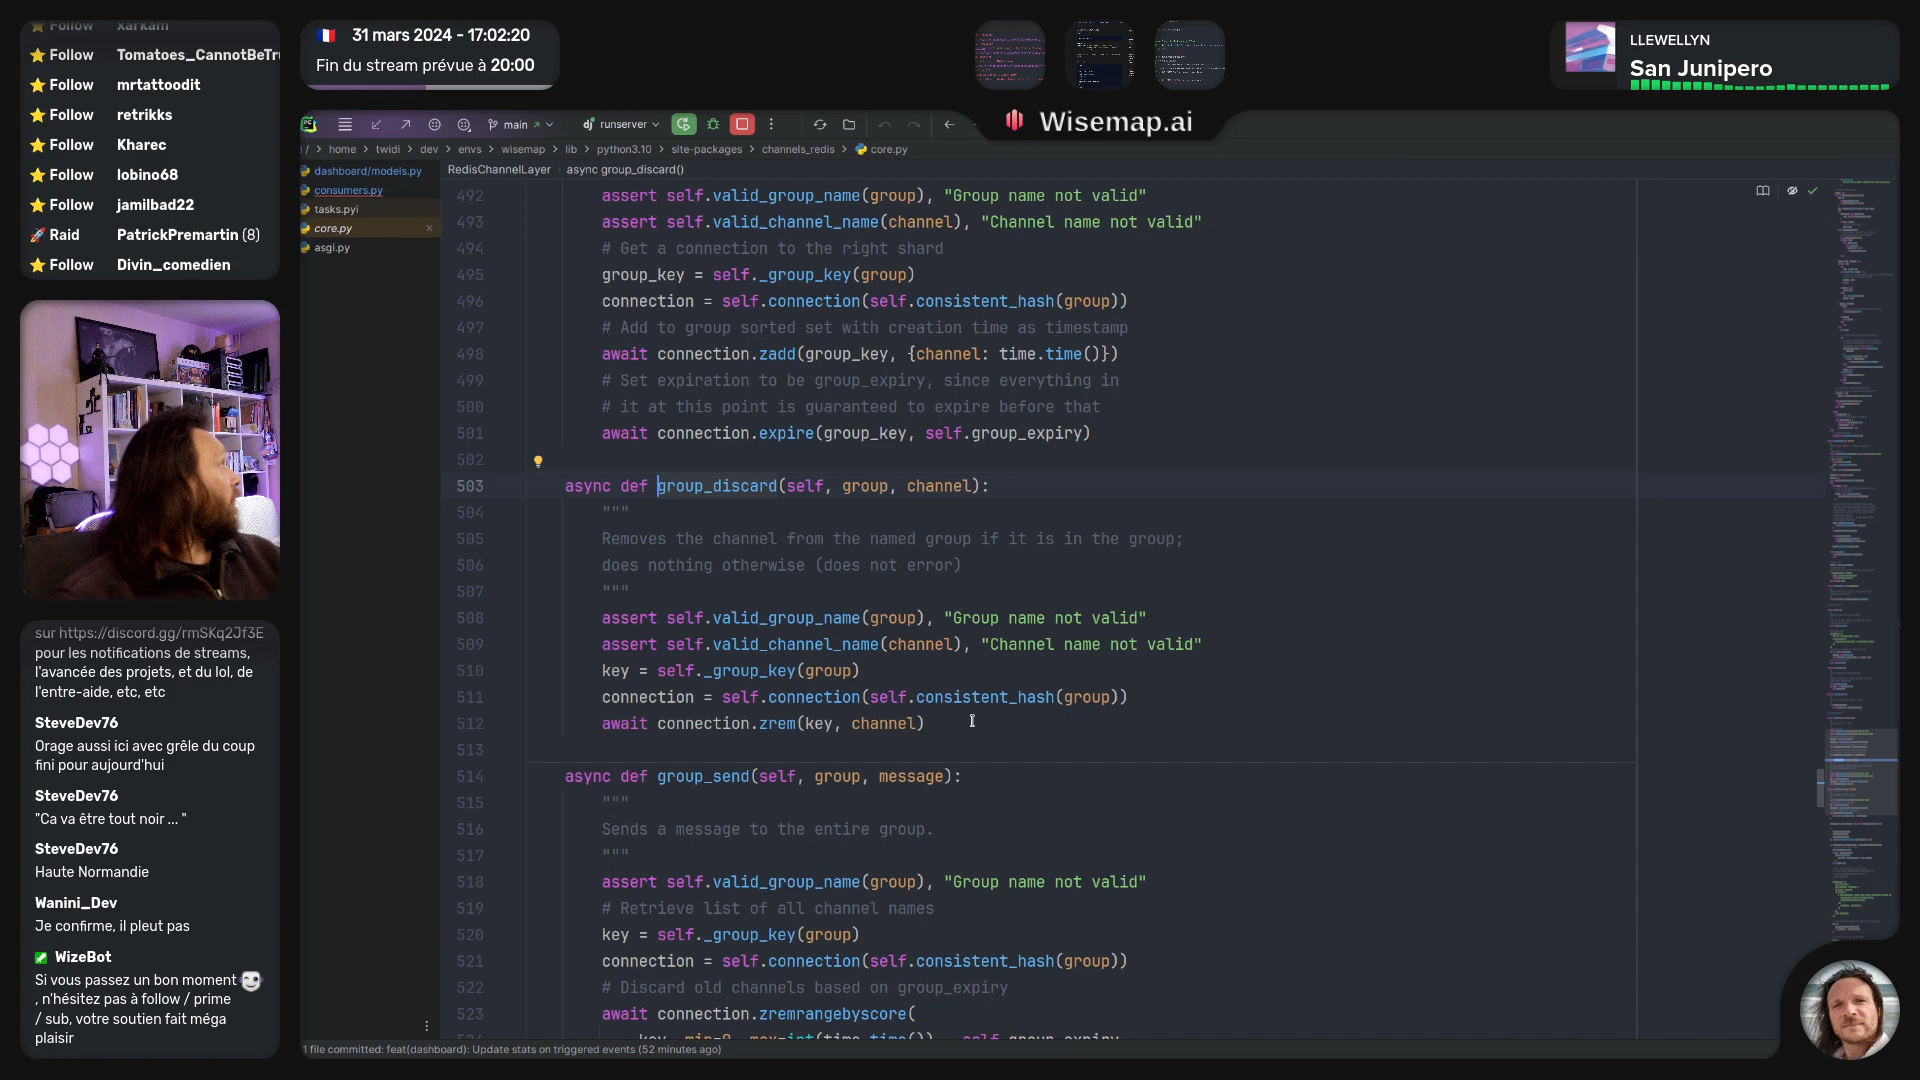 Follow xarkam
Follow Tomatoes_CannotBeTr
Follow mrtattoodit
Follow retrikks
Follow Kharec
Follow lobino68
Follow jamilbad22
Raid PatrickPremartin (8)
Follow Divin_comedien
31 mars 2024 - 17:02:20
Fin du stream prévue à 20:00
LLEWELLYN
San Junipero
Wisemap.ai
main
runserver
/ > home > twidi > dev > envs > wisemap > lib > python3.10 > site-packages > channels_redis > core.py
dashboard/models.py
consumers.py
tasks.pyi
core.py
asgi.py
RedisChannelLayer async group_discard()
492 assert self.valid_group_name(group), "Group name not valid"
493 assert self.valid_channel_name(channel), "Channel name not valid"
494 # Get a connection to the right shard
495 group_key = self._group_key(group)
496 connection = self.connection(self.consistent_hash(group))
497 # Add to group sorted set with creation time as timestamp
498 await connection.zadd(group_key, {channel: time.time()})
499 # Set expiration to be group_expiry, since everything in
500 # it at this point is guaranteed to expire before that
501 await connection.expire(group_key, self.group_expiry)
502
503 async def group_discard(self, group, channel):
504 """
505 Removes the channel from the named group if it is in the group;
506 does nothing otherwise (does not error)
507 """
508 assert self.valid_group_name(group), "Group name not valid"
509 assert self.valid_channel_name(channel), "Channel name not valid"
510 key = self._group_key(group)
511 connection = self.connection(self.consistent_hash(group))
512 await connection.zrem(key, channel)
513
514 async def group_send(self, group, message):
515 """
516 Sends a message to the entire group.
517 """
518 assert self.valid_group_name(group), "Group name not valid"
519 # Retrieve list of all channel names
520 key = self._group_key(group)
521 connection = self.connection(self.consistent_hash(group))
522 # Discard old channels based on group_expiry
523 await connection.zremrangebyscore(
524 key, min=0, max=int(time.time()) - self.group_expiry
1 file committed: feat(dashboard): Update stats on triggered events (52 minutes ago)
sur https://discord.gg/rmSKq2Jf3E
pour les notifications de streams,
l'avancée des projets, et du lol, de
l'entre-aide, etc, etc
SteveDev76
Orage aussi ici avec grêle du coup
fini pour aujourd'hui
SteveDev76
"Ca va être tout noir ... "
SteveDev76
Haute Normandie
Wanini_Dev
Je confirme, il pleut pas
WizeBot
Si vous passez un bon moment
, n'hésitez pas à follow / prime
/ sub, votre soutien fait méga
plaisir